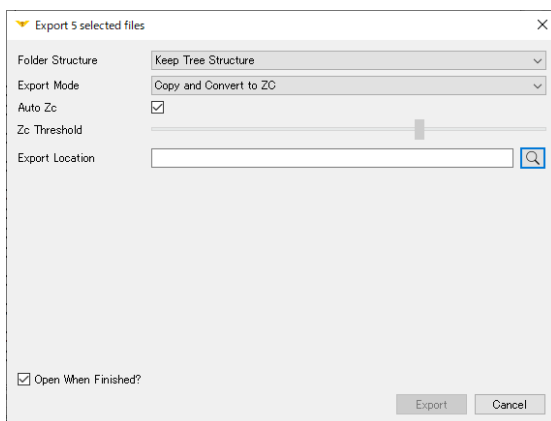 Export 5 selected files
Folder Structure Keep Tree Structure
Export Mode Copy and Convert to ZC
Auto Zc
Zc Threshold
Export Location
Open When Finished?
Export Cancel